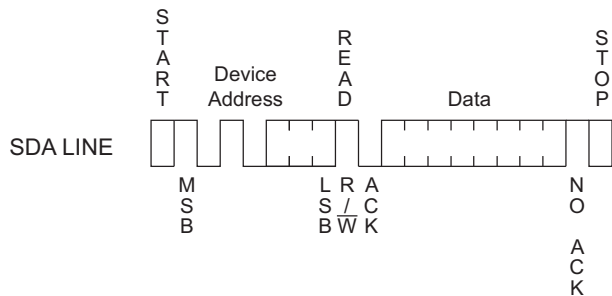 START
Device
Address
READ
Data
STOP
SDA LINE
MSB
LSB
R/W
ACK
NO ACK